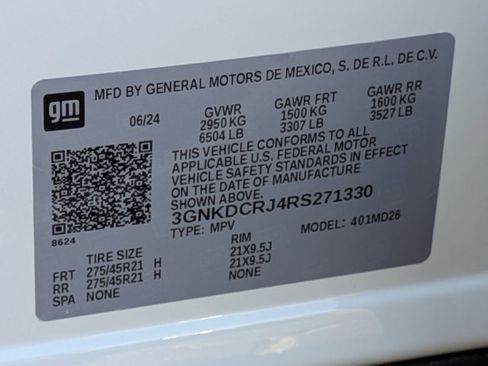 gm
MFD BY GENERAL MOTORS DE MEXICO, S. DE R.L. DE C.V.
06/24 GVWR GAWR FRT GAWR RR
2950 KG 1500 KG 1600 KG
6504 LB 3307 LB 3527 LB
THIS VEHICLE CONFORMS TO ALL
APPLICABLE U.S. FEDERAL MOTOR
VEHICLE SAFETY STANDARDS IN EFFECT
ON THE DATE OF MANUFACTURE
SHOWN ABOVE.
3GNKDCRJ4RS271330
TYPE: MPV MODEL: 401MD26
8624
TIRE SIZE RIM
FRT 275/45R21 H 21X9.5J
RR 275/45R21 H 21X9.5J
SPA NONE NONE